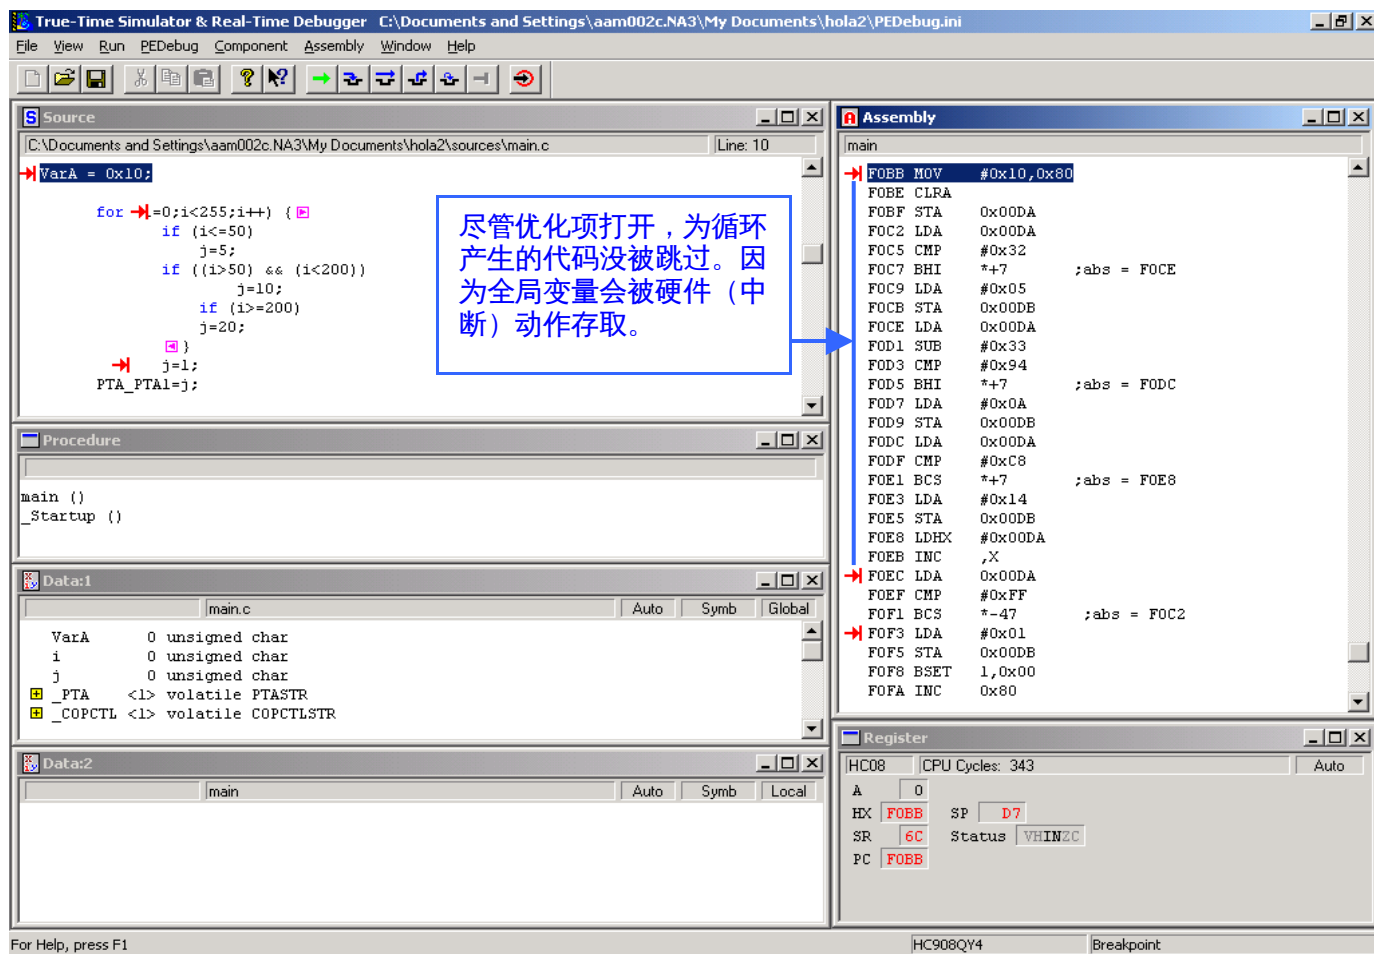 True-Time Simulator & Real-Time Debugger C:\Documents and Settings\aam002c.NA3\My Documents\hola2\PEDebug.ini
File View Run PEDebug Component Assembly Window Help
Source
C:\Documents and Settings\aam002c.NA3\My Documents\hola2\sources\main.c Line: 10
VarA = 0x10;
for =0;i<255;i++) {
if (i<=50)
j=5;
if ((i>50) && (i<200))
j=10;
if (i>=200)
j=20;
}
j=1;
PTA_PTA1=j;
尽管优化项打开，为循环
产生的代码没被跳过。因
为全局变量会被硬件（中
断）动作存取。
Procedure
main ()
_Startup ()
Data:1
main.c Auto Symb Global
VarA 0 unsigned char
i 0 unsigned char
j 0 unsigned char
_PTA <1> volatile PTASTR
_COPCTL <1> volatile COPCTLSTR
Data:2
main Auto Symb Local
Assembly
main
F0BB MOV #0x10,0x80
F0BE CLRA
F0BF STA 0x00DA
F0C2 LDA 0x00DA
F0C5 CMP #0x32
F0C7 BHI *+7 ;abs = F0CE
F0C9 LDA #0x05
F0CB STA 0x00DB
F0CE LDA 0x00DA
F0D1 SUB #0x33
F0D3 CMP #0x94
F0D5 BHI *+7 ;abs = F0DC
F0D7 LDA #0x0A
F0D9 STA 0x00DB
F0DC LDA 0x00DA
F0DF CMP #0xC8
F0E1 BCS *+7 ;abs = F0E8
F0E3 LDA #0x14
F0E5 STA 0x00DB
F0E8 LDHX #0x00DA
F0EB INC ,X
F0EC LDA 0x00DA
F0EF CMP #0xFF
F0F1 BCS *-47 ;abs = F0C2
F0F3 LDA #0x01
F0F5 STA 0x00DB
F0F8 BSET 1,0x00
F0FA INC 0x80
Register
HC08 CPU Cycles: 343 Auto
A 0
HX F0BB SP D7
SR 6C Status VHINZC
PC F0BB
For Help, press F1 HC908QY4 Breakpoint